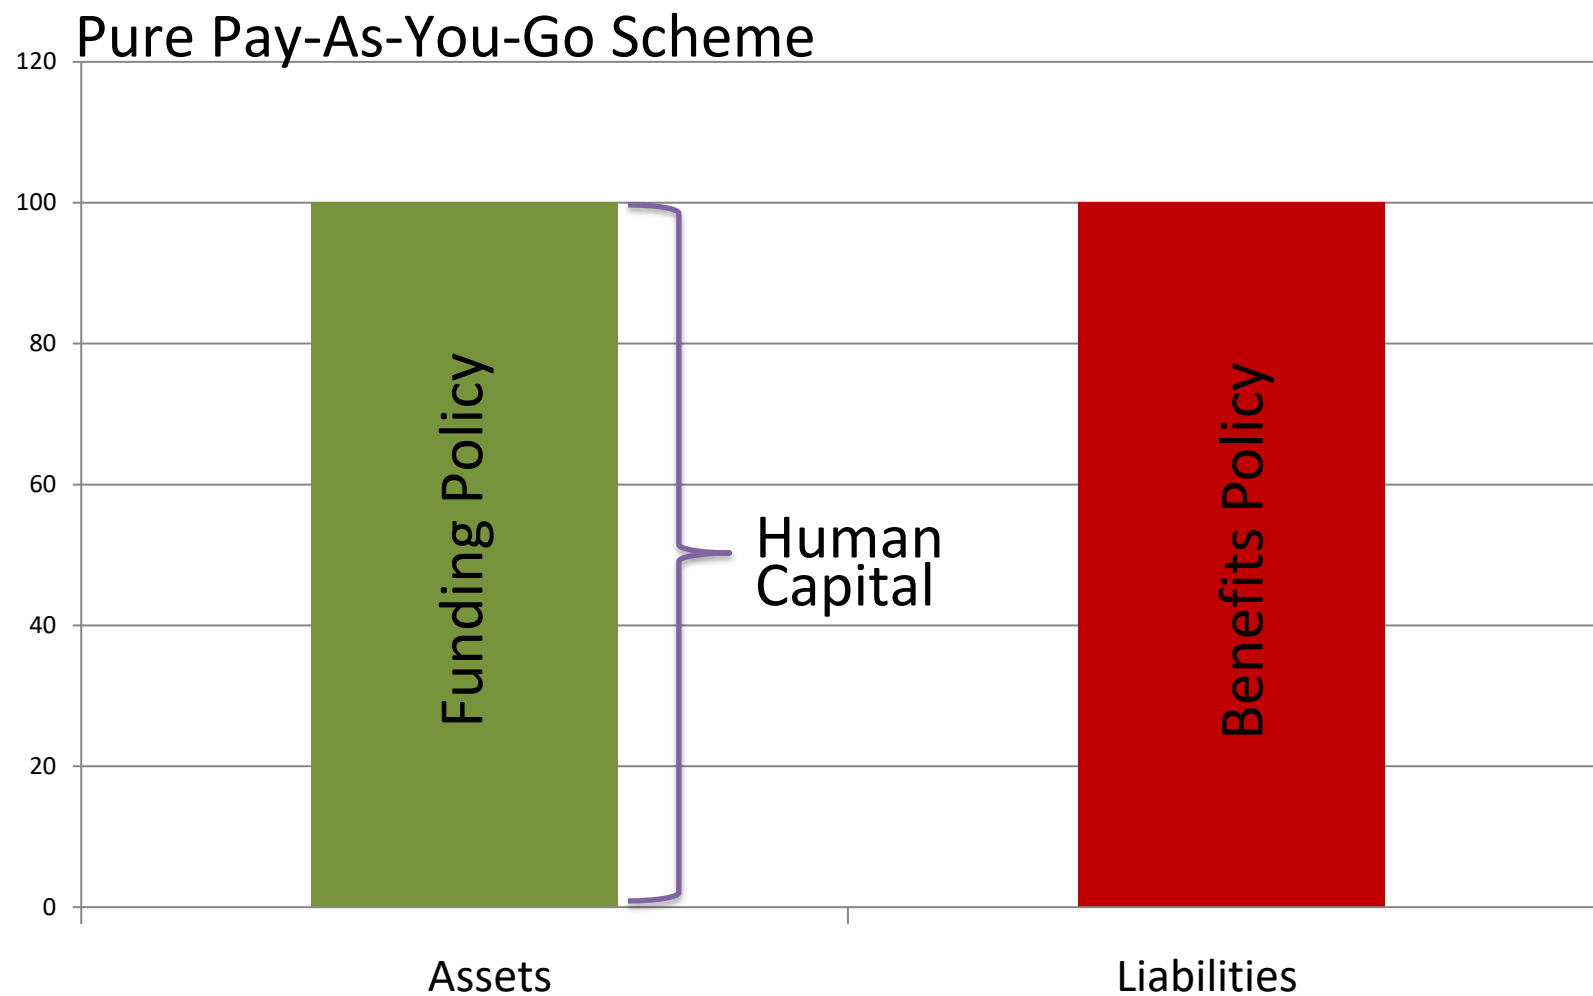 Pure Pay-As-You-Go Scheme
120
100
80
60
40
20
0
Funding Policy
Human
Capital
Benefits Policy
Assets
Liabilities